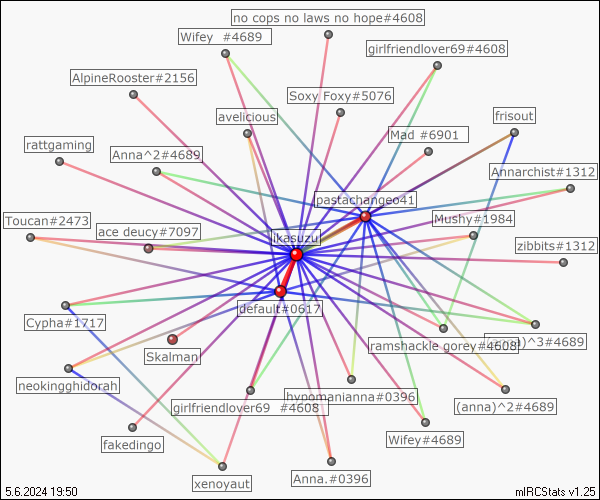 no cops no laws no hope#4608
Wifey  #4689
girlfriendlover69#4608
AlpineRooster#2156
Soxy Foxy#5076
avelicious
frisout
Mad #6901
rattgaming
Anna^2#4689
Annarchist#1312
pastachangeo41
Toucan#2473
Mushy#1984
ace deucy#7097
ikasuzu
zibbits#1312
default#0617
Cypha#1717
)^3#4689
ramshackle gorey#4608
Skalman
neokingghidorah
hypomanianna#0396
girlfriendlover69  #4608
(anna)^2#4689
fakedingo
Wifey#4689
xenoyaut
Anna.#0396
5.6.2024 19:50
mIRCStats v1.25